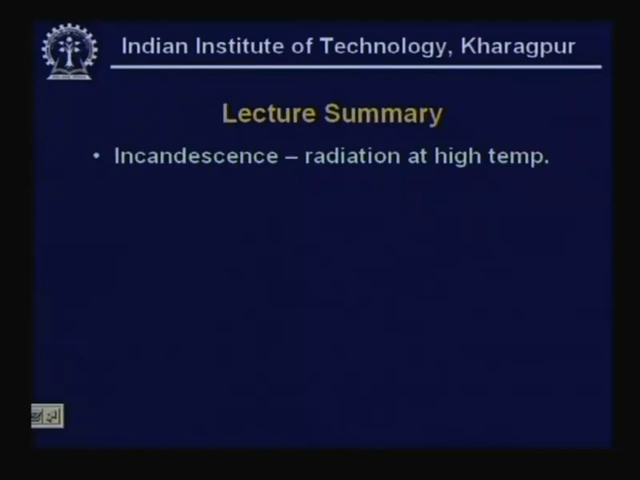 Indian Institute of Technology, Kharagpur
Lecture Summary
• Incandescence – radiation at high temp.